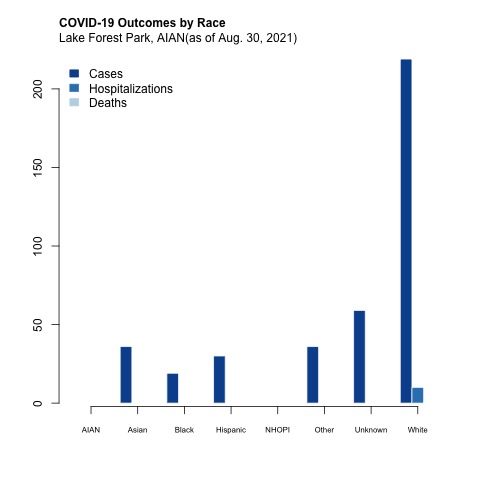 COVID-19 Outcomes by Race
Lake Forest Park, AIAN(as of Aug. 30, 2021)
Cases
Hospitalizations
Deaths
200
150
100
50
0
AIAN Asian Black Hispanic NHOPI Other Unknown White